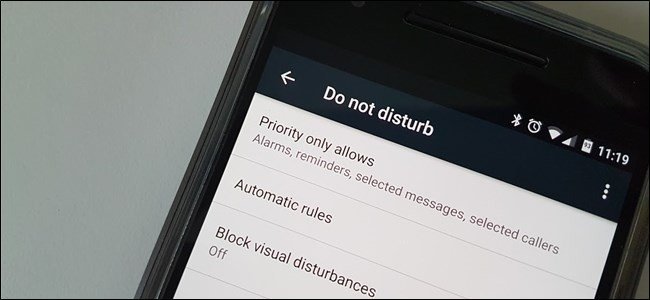 11:19
Do not disturb
Priority only allows
Alarms, reminders, selected messages, selected callers
Automatic rules
Block visual disturbances
Off